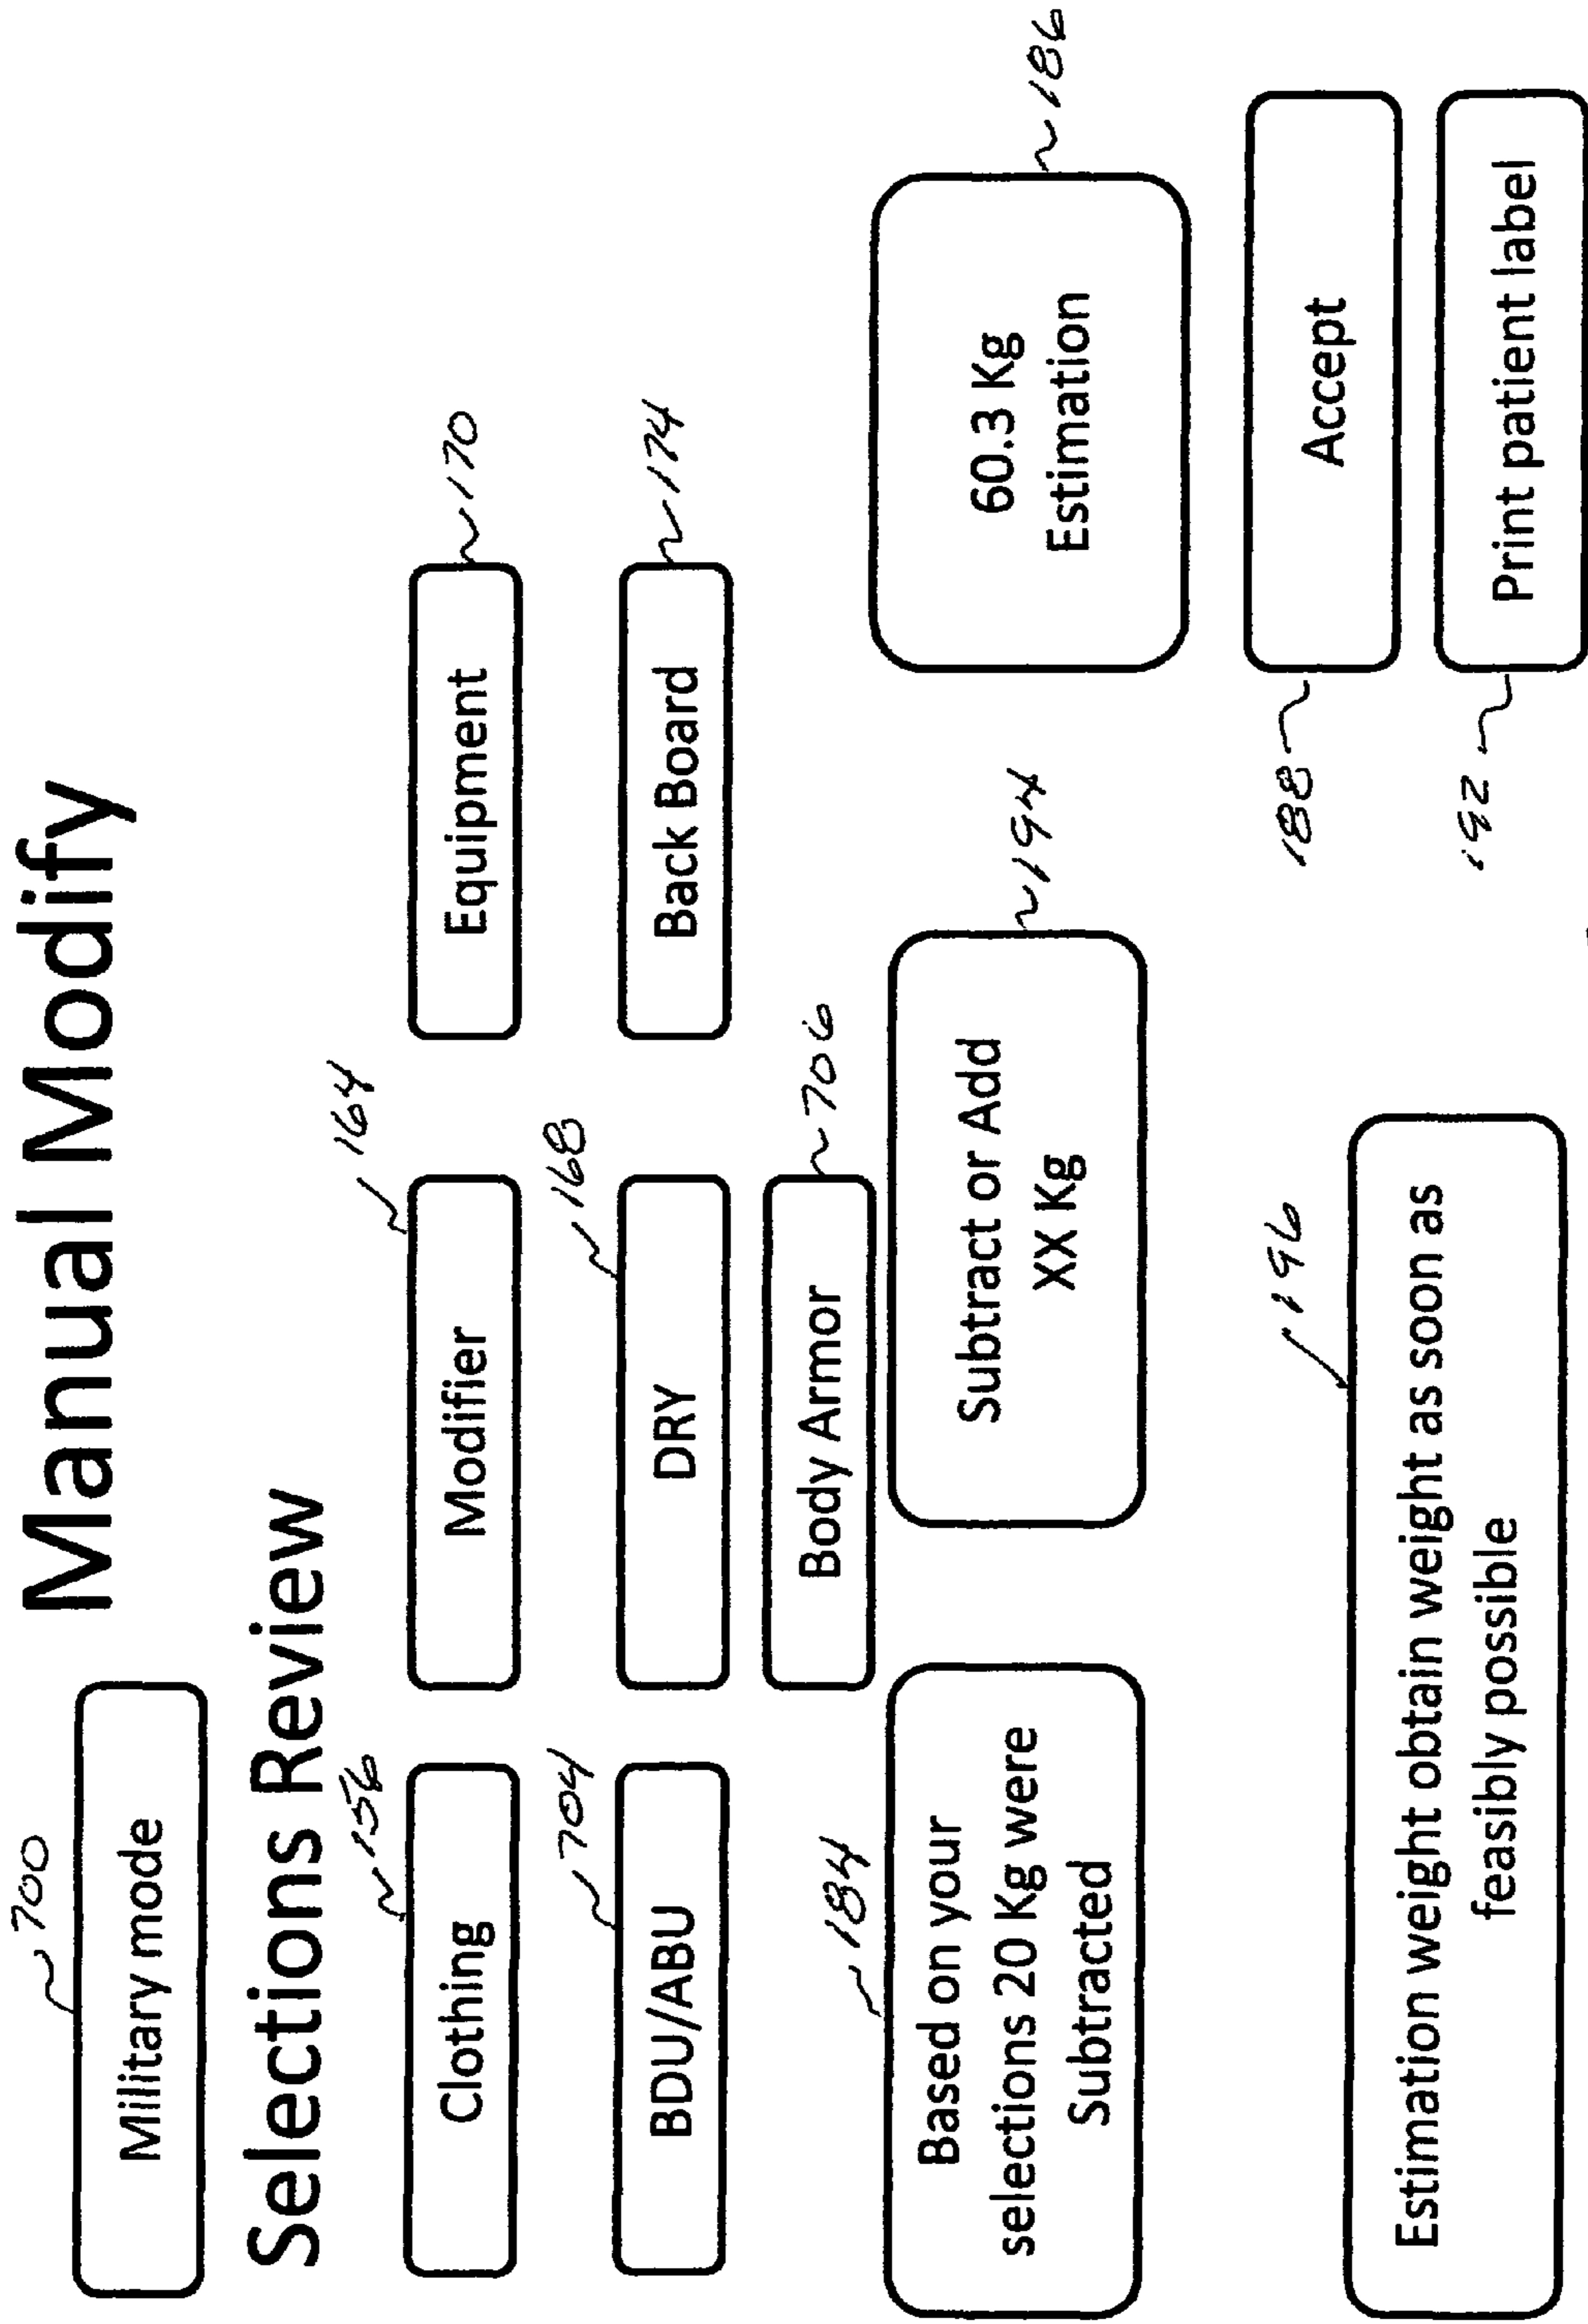 700
Manual Modify
Military mode
Selections Review
156
164
170
Clothing
Modifier
Equipment
704
168
174
BDU/ABU
DRY
Back Board
706
Body Armor
184
194
186
Based on your
selections 20 Kg were
Subtracted
Subtract or Add
XX Kg
60.3 Kg
Estimation
196
188
Accept
Estimation weight obtain weight as soon as
feasibly possible
192
Print patient label